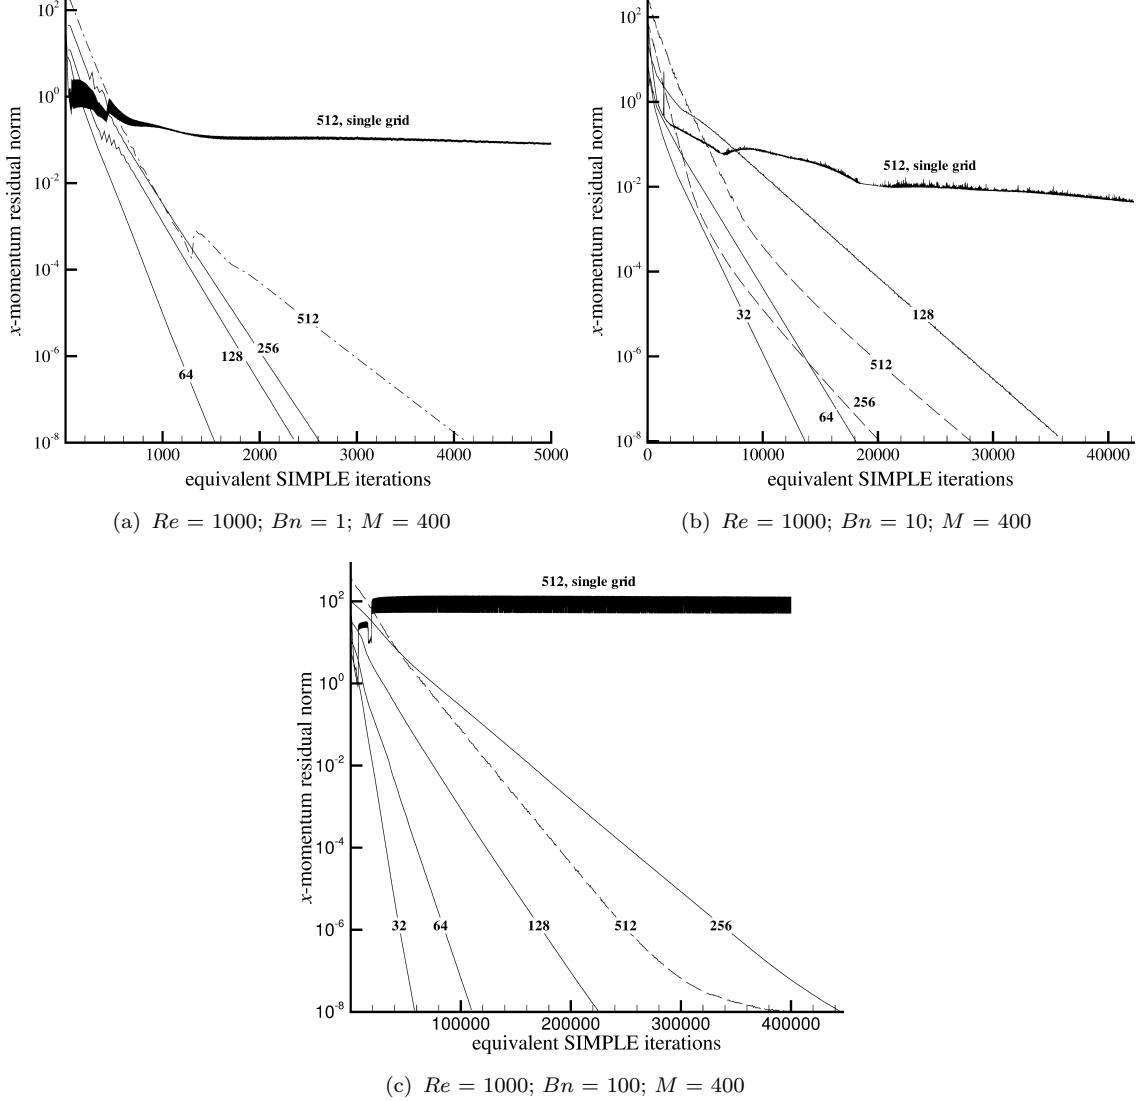 10^2
10^0
10^-2
10^-4
10^-6
10^-8
x-momentum residual norm
512, single grid
512
256
128
64
1000 2000 3000 4000 5000
equivalent SIMPLE iterations
(a) Re = 1000; Bn = 1; M = 400
10^2
10^0
10^-2
10^-4
10^-6
10^-8
x-momentum residual norm
512, single grid
32
128
512
256
64
0 10000 20000 30000 40000
equivalent SIMPLE iterations
(b) Re = 1000; Bn = 10; M = 400
10^2
10^0
10^-2
10^-4
10^-6
10^-8
x-momentum residual norm
512, single grid
32 64 128 512 256
100000 200000 300000 400000
equivalent SIMPLE iterations
(c) Re = 1000; Bn = 100; M = 400